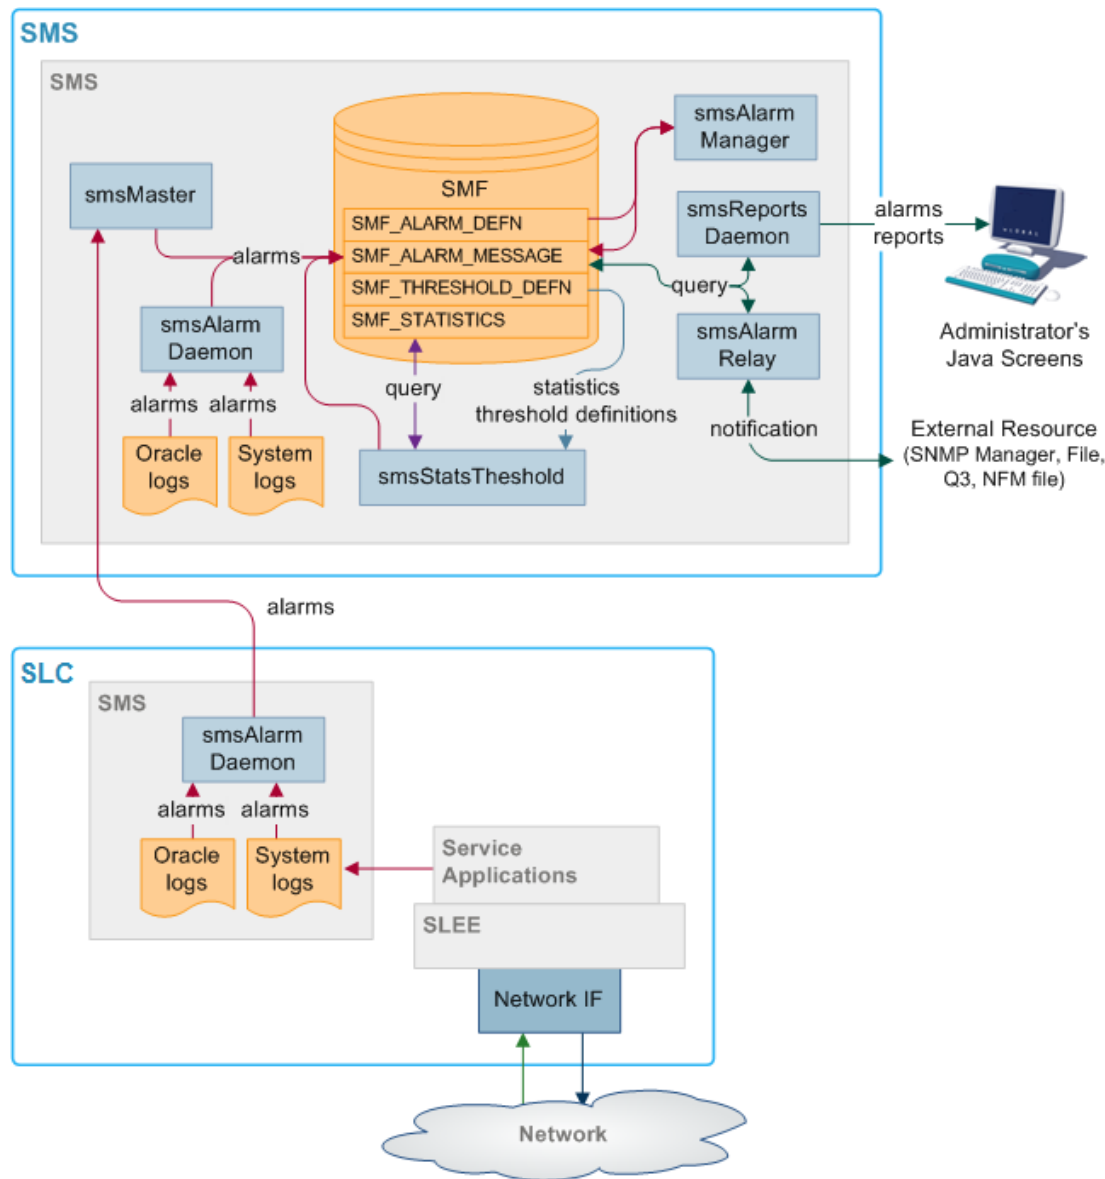 SMS
SMS
smsAlarm
Manager
SMF
smsMaster
smsReports
Daemon
alarms
reports
SMF_ALARM_DEFN
alarms
SMF_ALARM_MESSAGE
SMF_THRESHOLD_DEFN
query
SMF_STATISTICS
smsAlarm
Daemon
smsAlarm
Relay
GLOBAL
Administrator's
Java Screens
query
statistics
threshold definitions
alarms
alarms
notification
External Resource
(SNMP Manager, File,
Q3, NFM file)
Oracle
logs
System
logs
smsStatsTheshold
alarms
SLC
SMS
smsAlarm
Daemon
alarms
alarms
Oracle
logs
System
logs
Service
Applications
SLEE
Network IF
Network